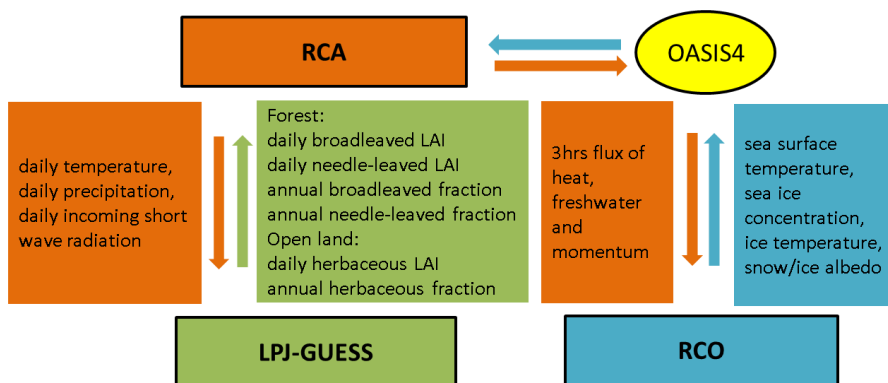 RCA
OASIS4
daily temperature,
daily precipitation,
daily incoming short
wave radiation
Forest:
daily broadleaved LAI
daily needle-leaved LAI
annual broadleaved fraction
annual needle-leaved fraction
Open land:
daily herbaceous LAI
annual herbaceous fraction
3hrs flux of
heat,
freshwater
and
momentum
sea surface
temperature,
sea ice
concentration,
ice temperature,
snow/ice albedo
LPJ-GUESS
RCO